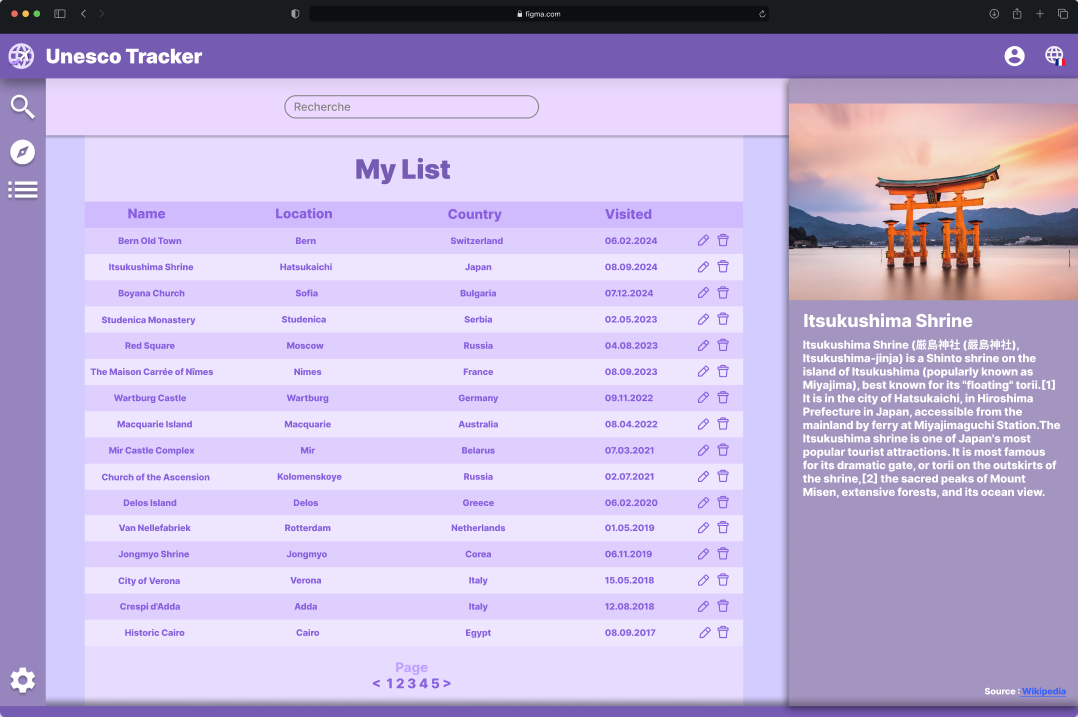 figma.com
Unesco Tracker
Recherche
My List
Name Location Country Visited
Bern Old Town Bern Switzerland 06.02.2024
Itsukushima Shrine Hatsukaichi Japan 08.09.2024
Boyana Church Sofia Bulgaria 07.12.2024
Studenica Monastery Studenica Serbia 02.05.2023
Red Square Moscow Russia 04.08.2023
The Maison Carrée of Nîmes Nimes France 08.09.2023
Wartburg Castle Wartburg Germany 09.11.2022
Macquarie Island Macquarie Australia 08.04.2022
Mir Castle Complex Mir Belarus 07.03.2021
Church of the Ascension Kolomenskoye Russia 02.07.2021
Delos Island Delos Greece 06.02.2020
Van Nellefabriek Rotterdam Netherlands 01.05.2019
Jongmyo Shrine Jongmyo Corea 06.11.2019
City of Verona Verona Italy 15.05.2018
Crespi d'Adda Adda Italy 12.08.2018
Historic Cairo Cairo Egypt 08.09.2017
Page
< 1 2 3 4 5 >
Itsukushima Shrine
Itsukushima Shrine (厳島神社 (嚴島神社),
Itsukushima-jinja) is a Shinto shrine on the
island of Itsukushima (popularly known as
Miyajima), best known for its "floating" torii.[1]
It is in the city of Hatsukaichi, in Hiroshima
Prefecture in Japan, accessible from the
mainland by ferry at Miyajimaguchi Station.The
Itsukushima shrine is one of Japan's most
popular tourist attractions. It is most famous
for its dramatic gate, or torii on the outskirts of
the shrine,[2] the sacred peaks of Mount
Misen, extensive forests, and its ocean view.
Source : Wikipedia